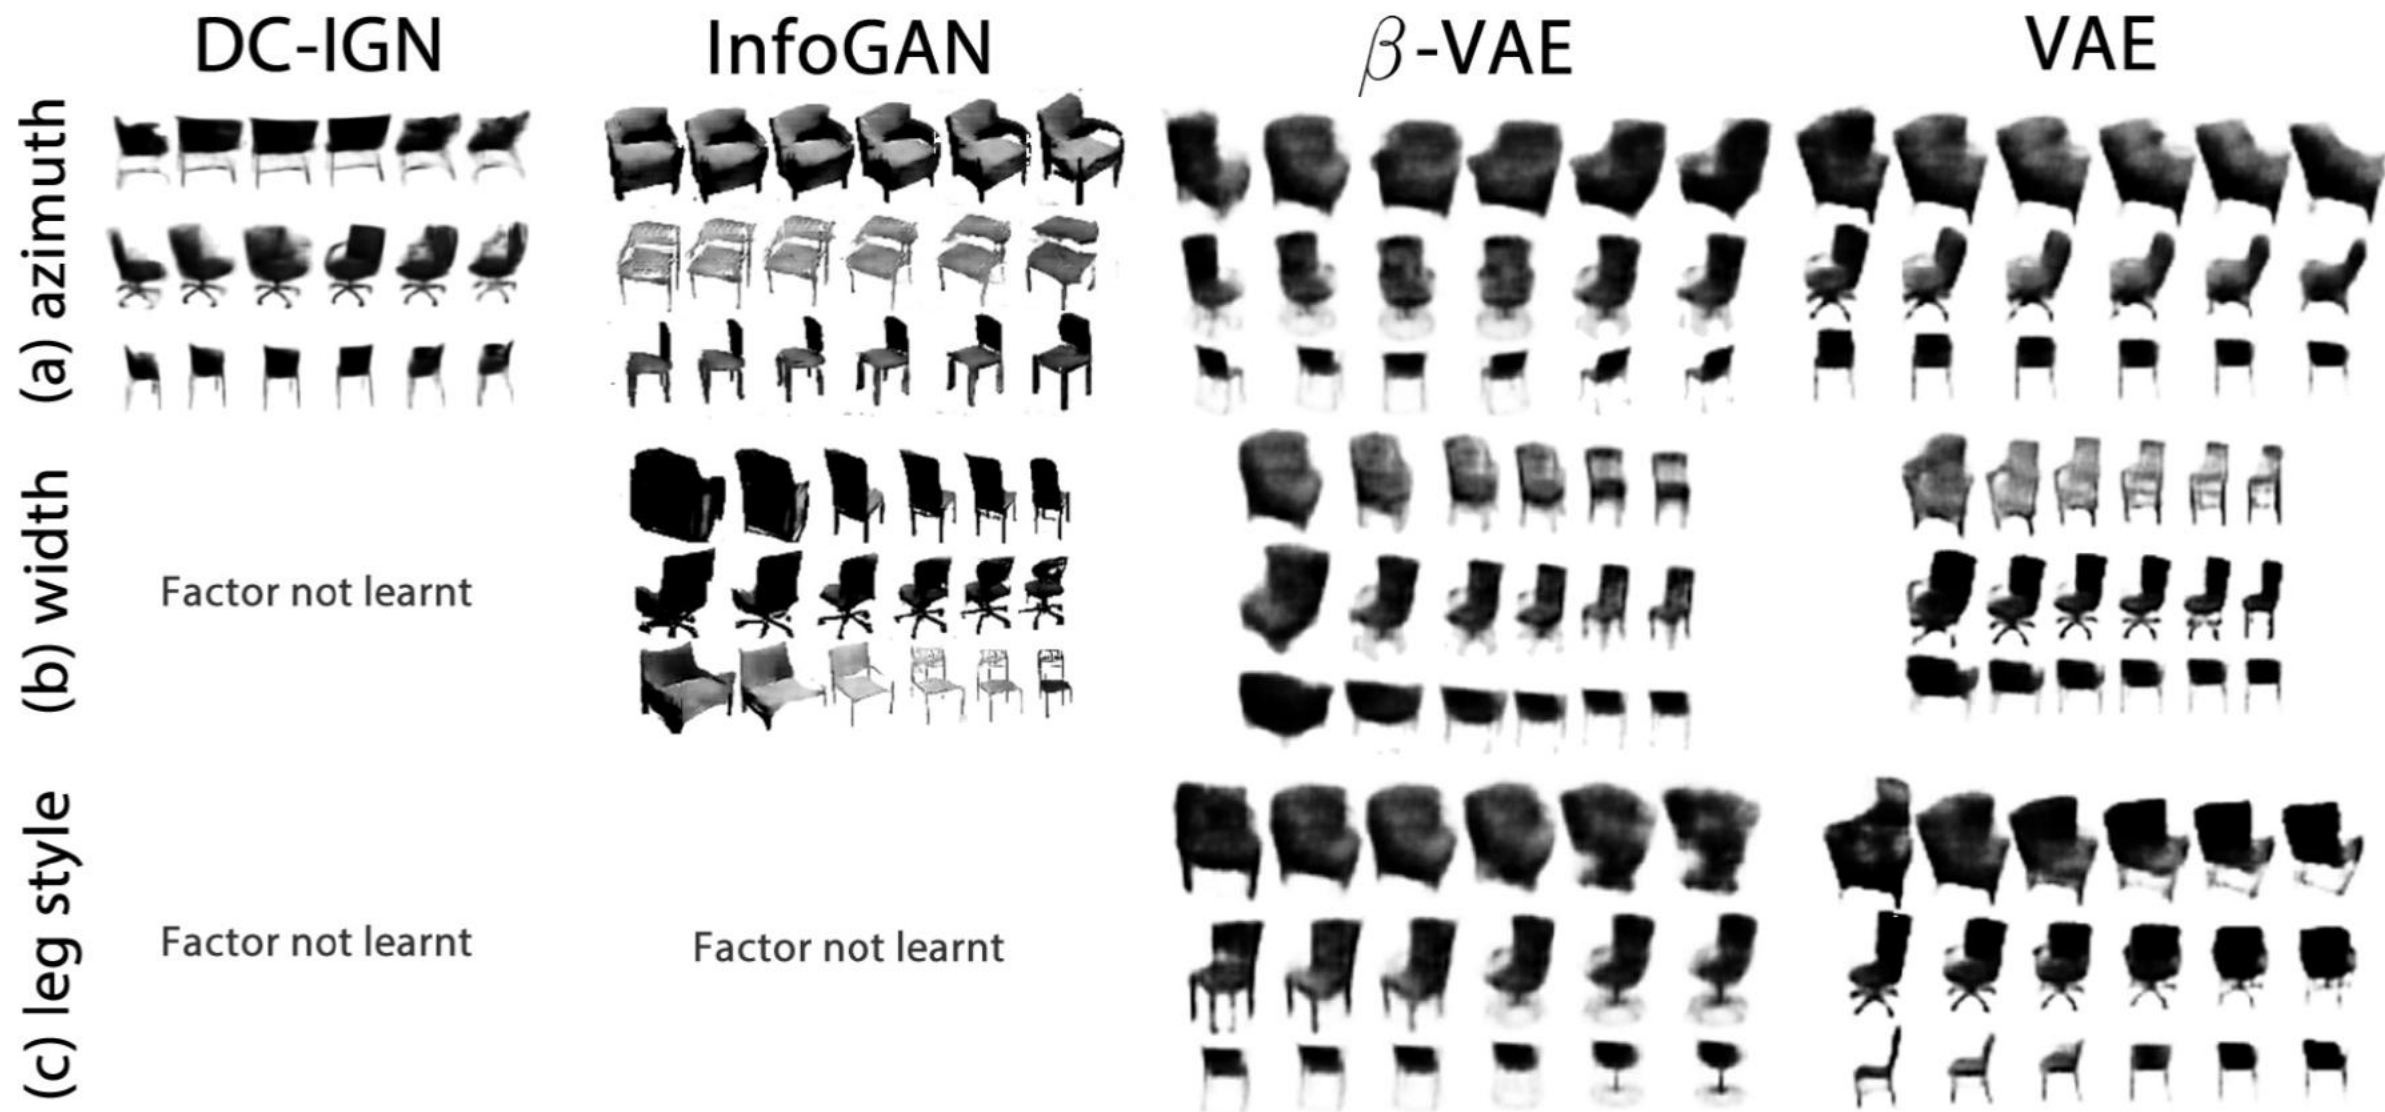 DC-IGN InfoGAN β-VAE VAE
(a) azimuth
(b) width
Factor not learnt
(c) leg style
Factor not learnt Factor not learnt